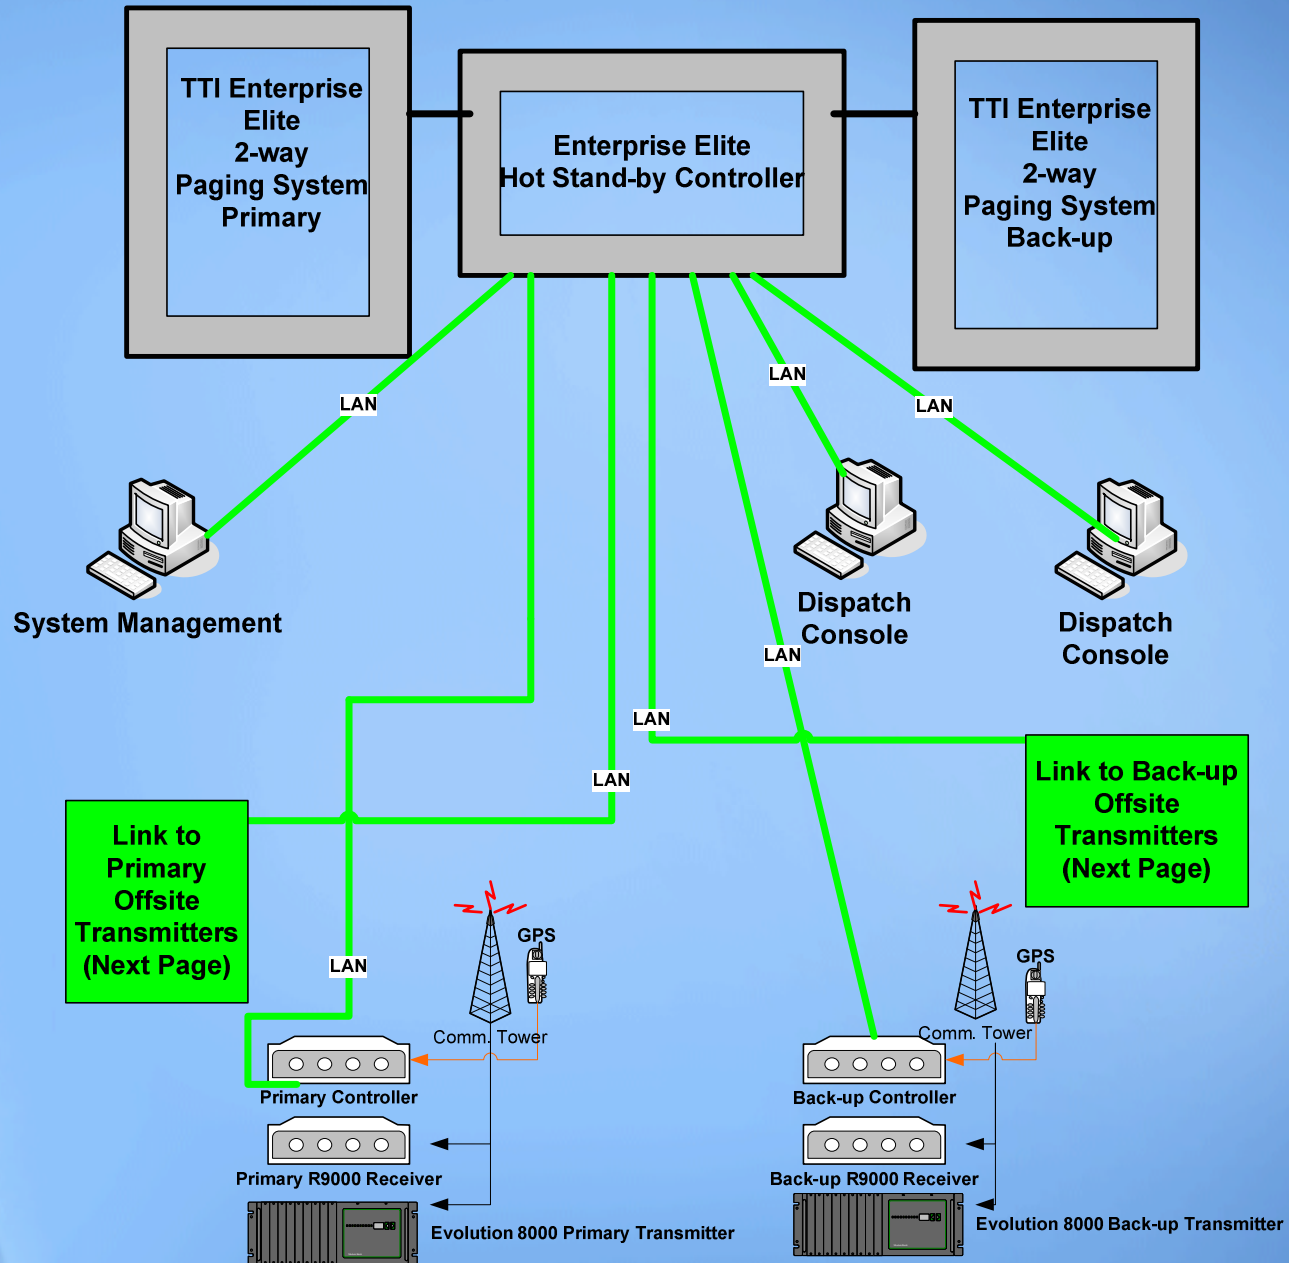 TTI Enterprise
Elite
2-way
Paging System
Primary
Enterprise Elite
Hot Stand-by Controller
TTI Enterprise
Elite
2-way
Paging System
Back-up
LAN
LAN
LAN
System Management
Dispatch
Console
Dispatch
Console
LAN
LAN
LAN
Link to Back-up
Offsite
Transmitters
(Next Page)
Link to
Primary
Offsite
Transmitters
(Next Page)
LAN
GPS
Comm. Tower
Primary Controller
Primary R9000 Receiver
Evolution 8000 Primary Transmitter
GPS
Comm. Tower
Back-up Controller
Back-up R9000 Receiver
Evolution 8000 Back-up Transmitter